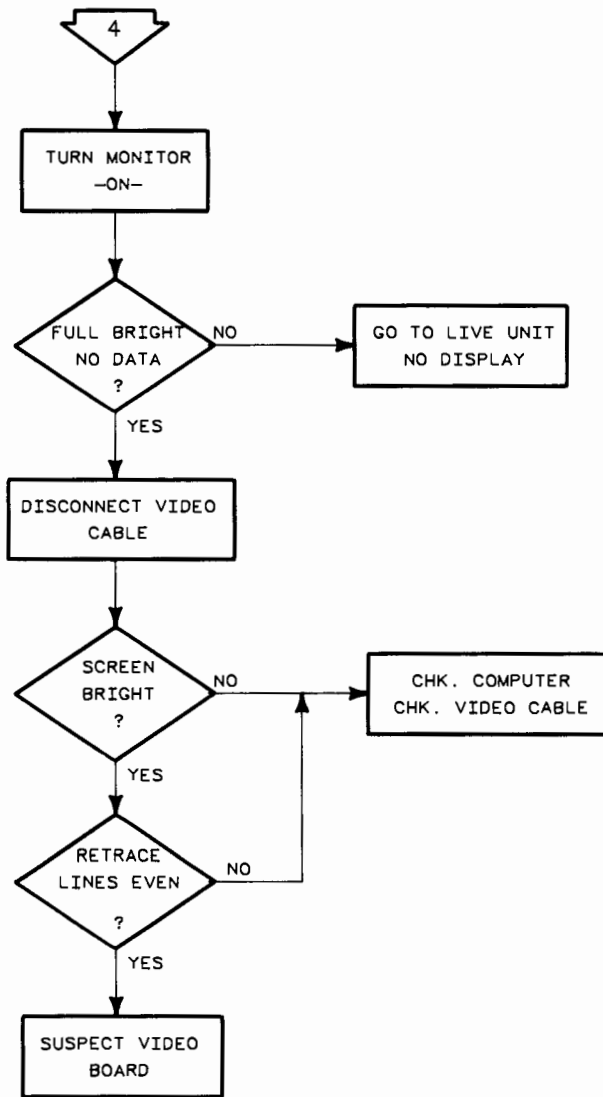 4
TURN MONITOR
—ON—
FULL BRIGHT
NO DATA
?
NO
GO TO LIVE UNIT
NO DISPLAY
YES
DISCONNECT VIDEO
CABLE
SCREEN
BRIGHT
?
NO
CHK. COMPUTER
CHK. VIDEO CABLE
YES
RETRACE
LINES EVEN
?
NO
YES
SUSPECT VIDEO
BOARD